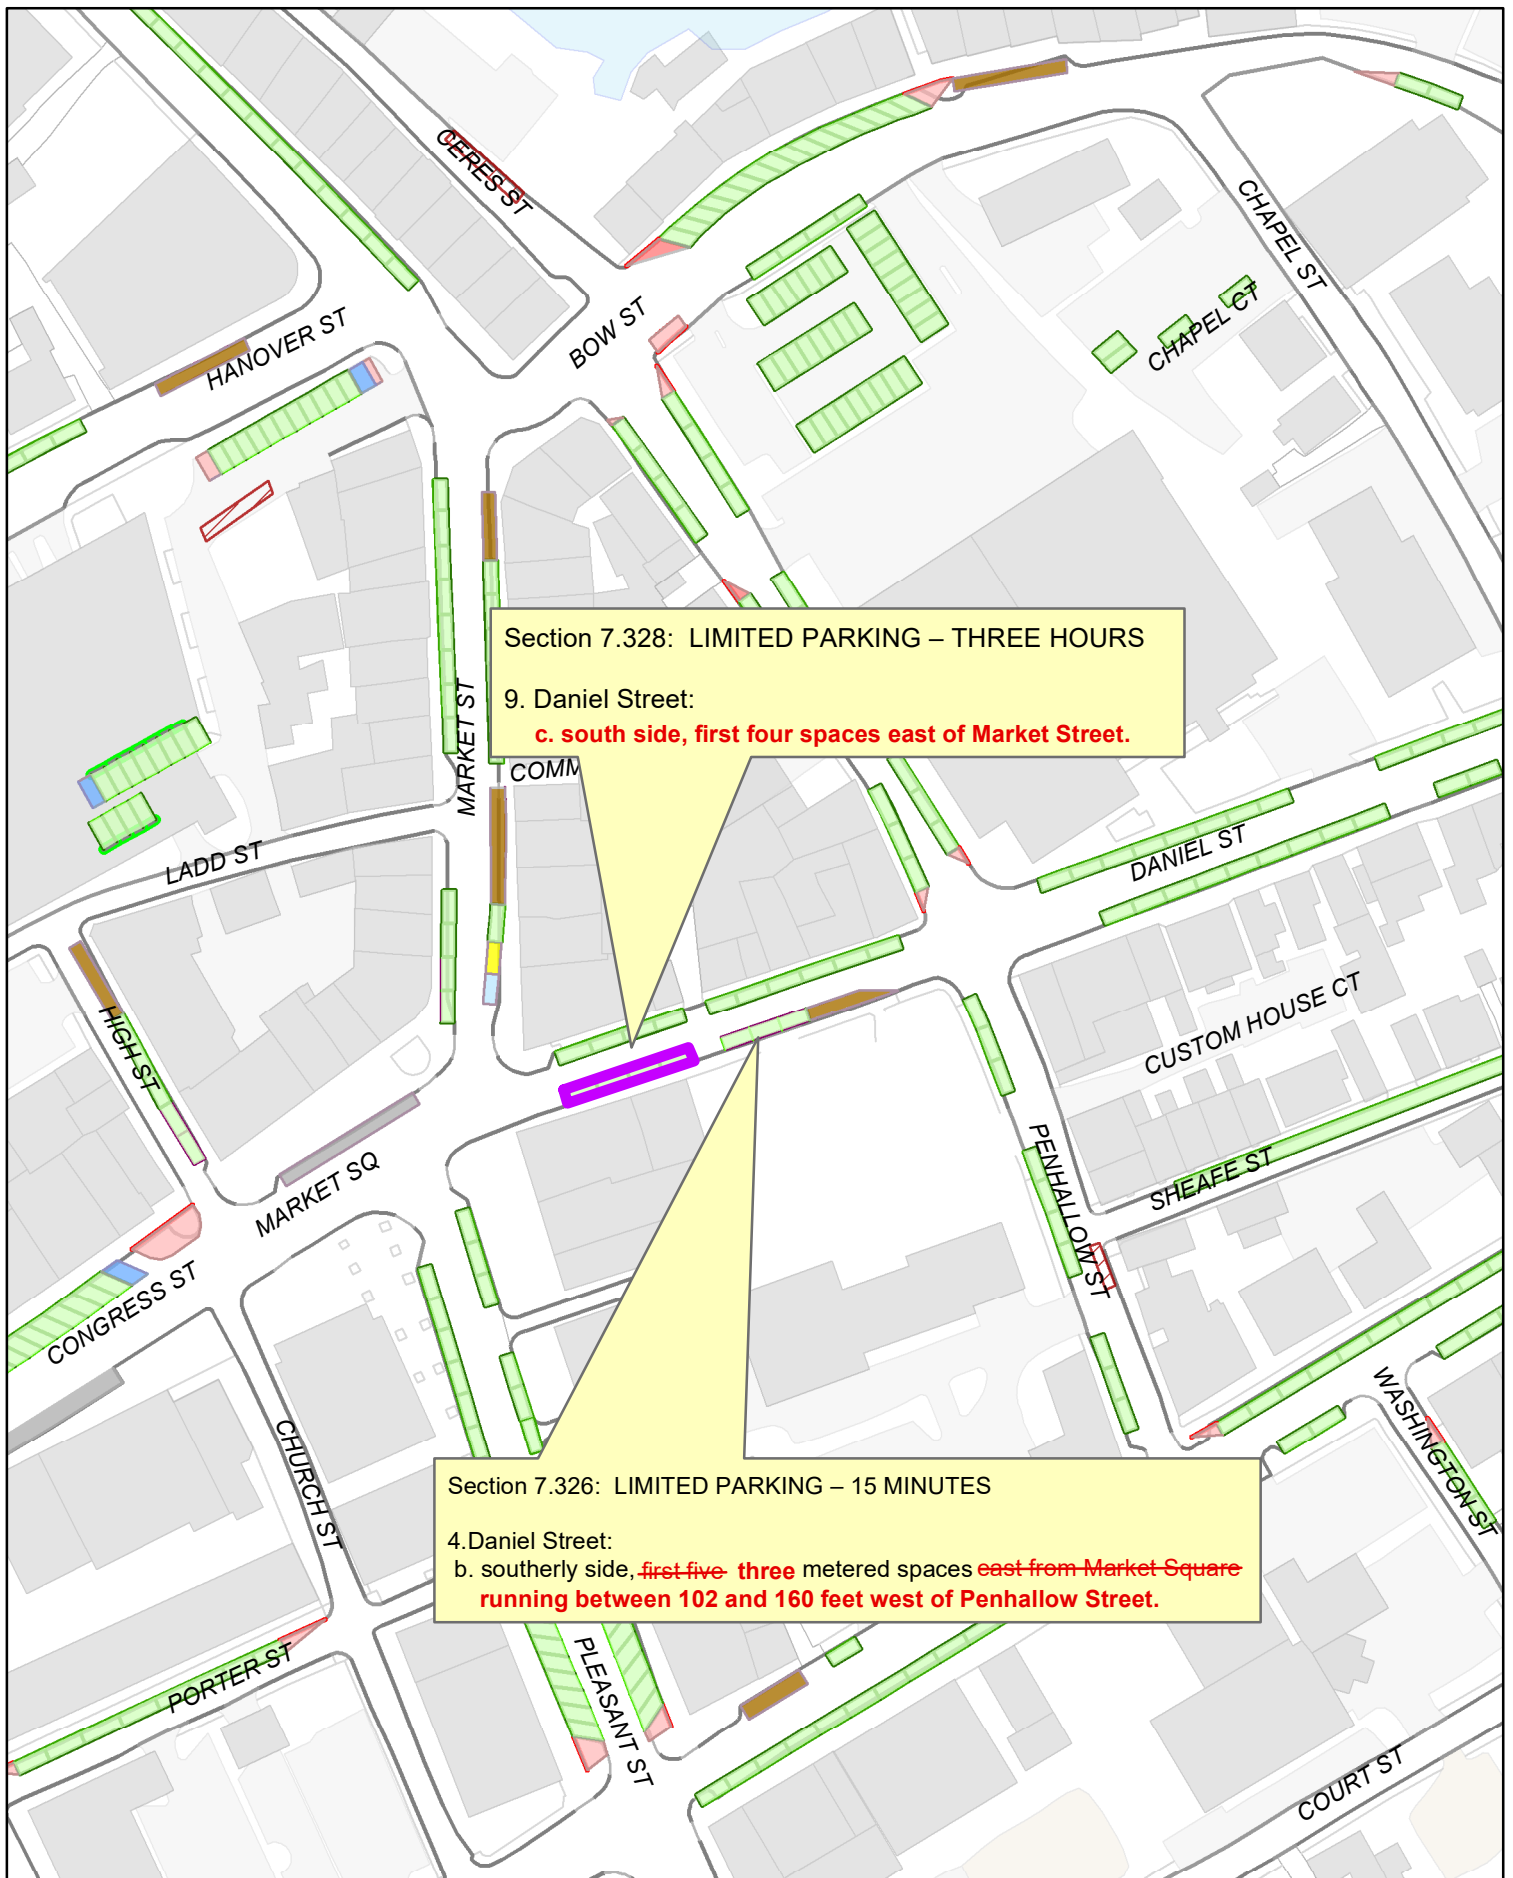 CERES ST
CHAPEL ST
BOW ST
CHAPEL CT
HANOVER ST
Section 7.328:  LIMITED PARKING – THREE HOURS
9. Daniel Street:
c. south side, first four spaces east of Market Street.
MARKET ST
COMM
DANIEL ST
LADD ST
CUSTOM HOUSE CT
HIGH ST
PENHALLOW ST
MARKET SQ
SHEAFE ST
CONGRESS ST
WASHINGTON ST
CHURCH ST
Section 7.326:  LIMITED PARKING – 15 MINUTES
4.Daniel Street:
b. southerly side, first five three metered spaces east from Market Square
running between 102 and 160 feet west of Penhallow Street.
PORTER ST
PLEASANT ST
COURT ST